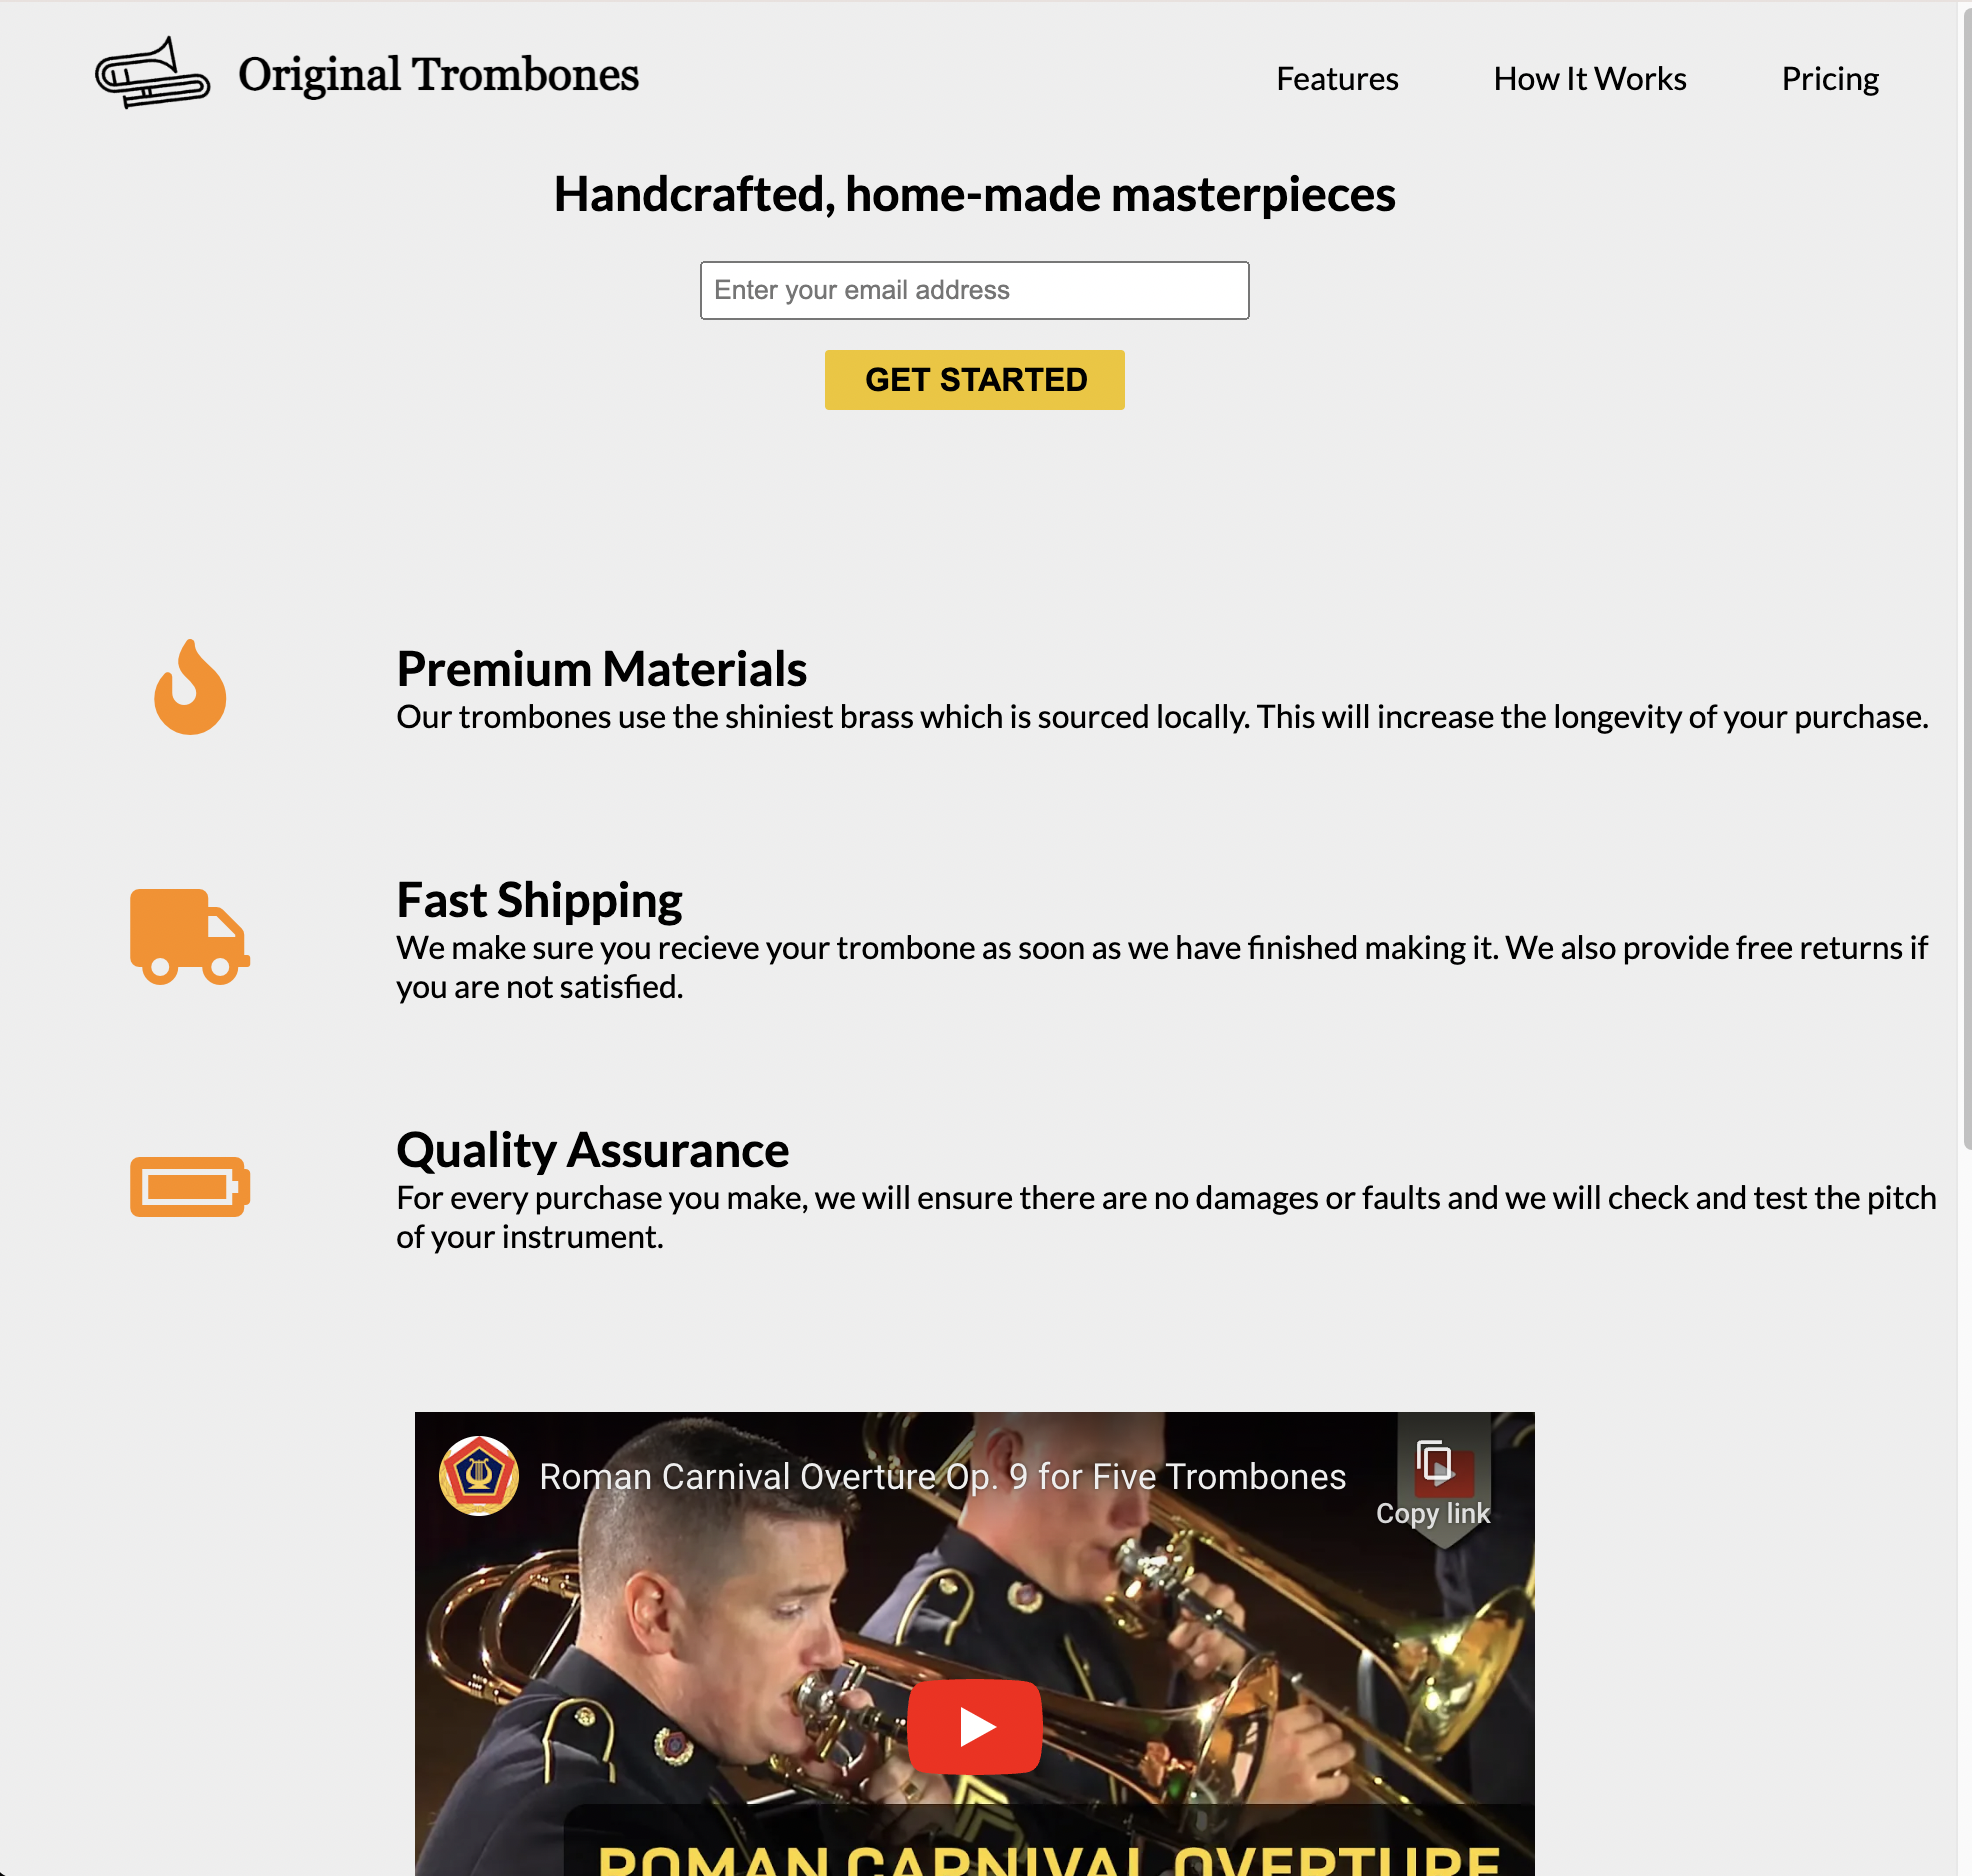 Original Trombones
Features
How It Works
Pricing
Handcrafted, home-made masterpieces
Enter your email address
GET STARTED
Premium Materials
Our trombones use the shiniest brass which is sourced locally. This will increase the longevity of your purchase.
Fast Shipping
We make sure you recieve your trombone as soon as we have finished making it. We also provide free returns if
you are not satisfied.
Quality Assurance
For every purchase you make, we will ensure there are no damages or faults and we will check and test the pitch
of your instrument.
Roman Carnival Overture Op. 9 for Five Trombones
Copy link
ROMAN CARNIVAL OVERTURE